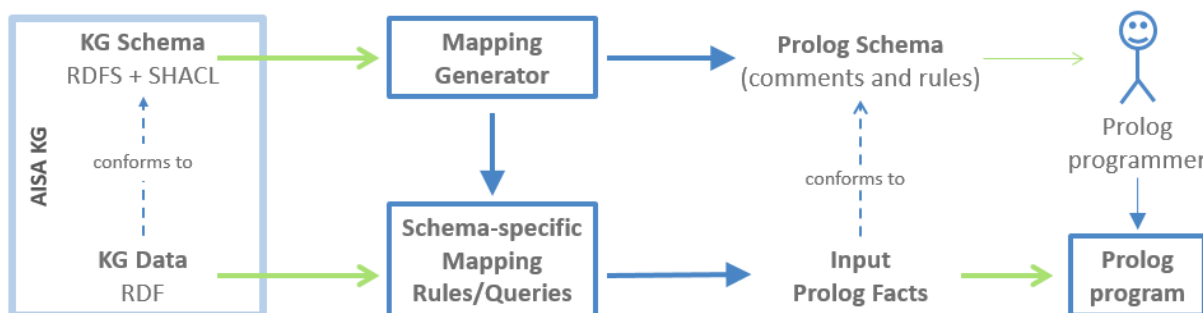 KG Schema
RDFS + SHACL
Mapping
Generator
Prolog Schema
(comments and rules)
AISA KG
conforms to
conforms to
Prolog
programmer
KG Data
RDF
Schema-specific
Mapping
Rules/Queries
Input
Prolog Facts
Prolog
program